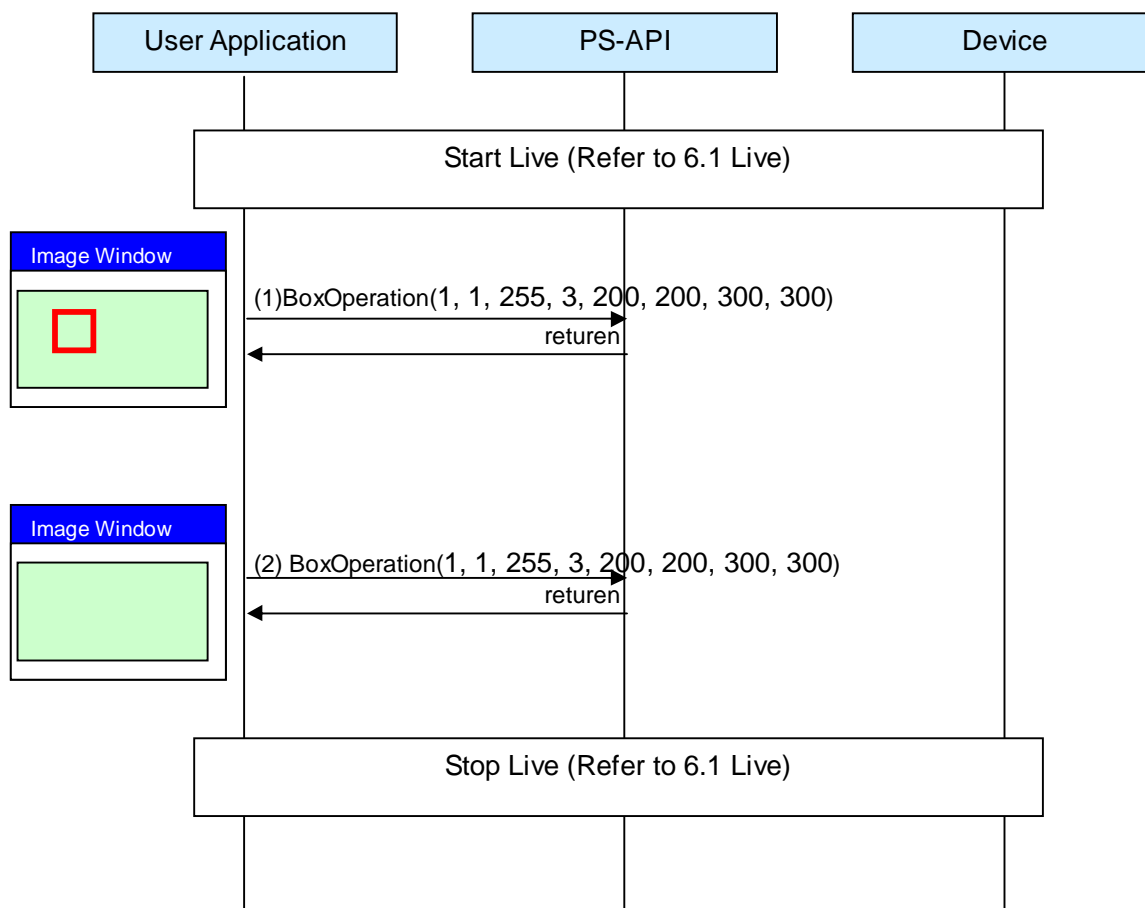 User Application
PS-API
Device
Start Live (Refer to 6.1 Live)
Image Window
(1)BoxOperation(1, 1, 255, 3, 200, 200, 300, 300)
returen
Image Window
(2) BoxOperation(1, 1, 255, 3, 200, 200, 300, 300)
returen
Stop Live (Refer to 6.1 Live)